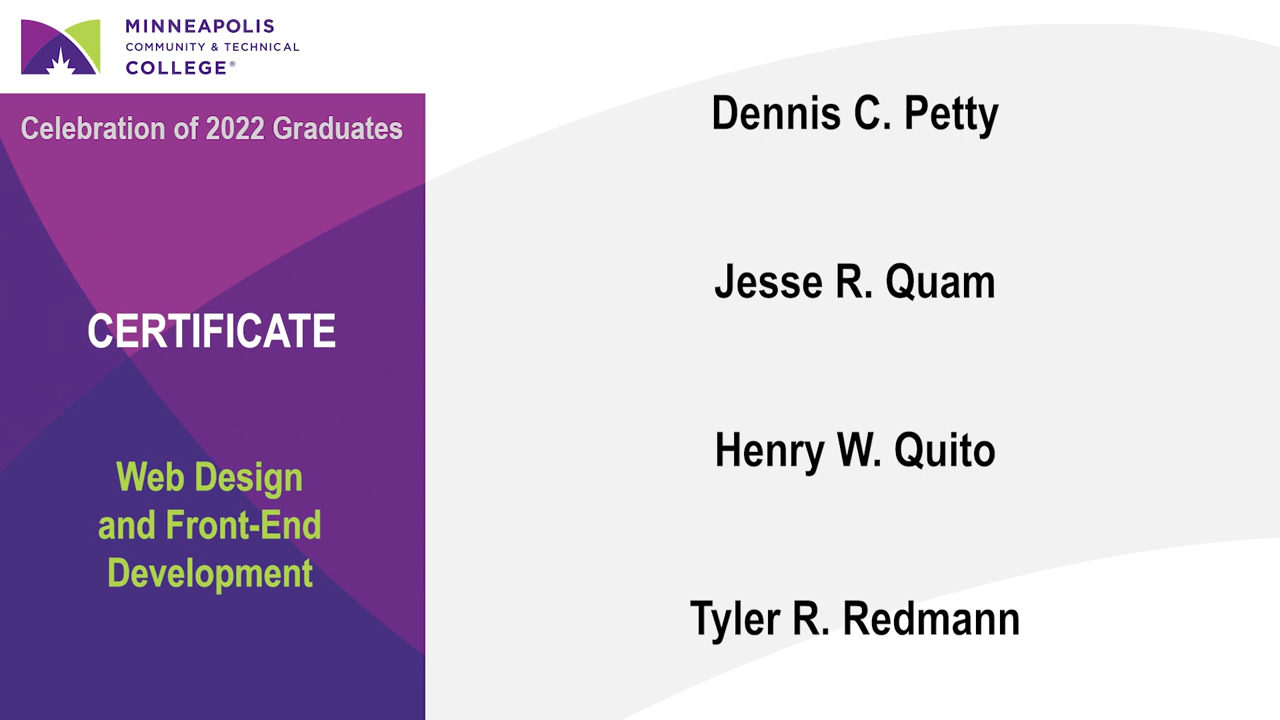 MINNEAPOLIS
COMMUNITY & TECHNICAL
COLLEGE®
Celebration of 2022 Graduates
CERTIFICATE
Web Design
and Front-End
Development
Dennis C. Petty
Jesse R. Quam
Henry W. Quito
Tyler R. Redmann